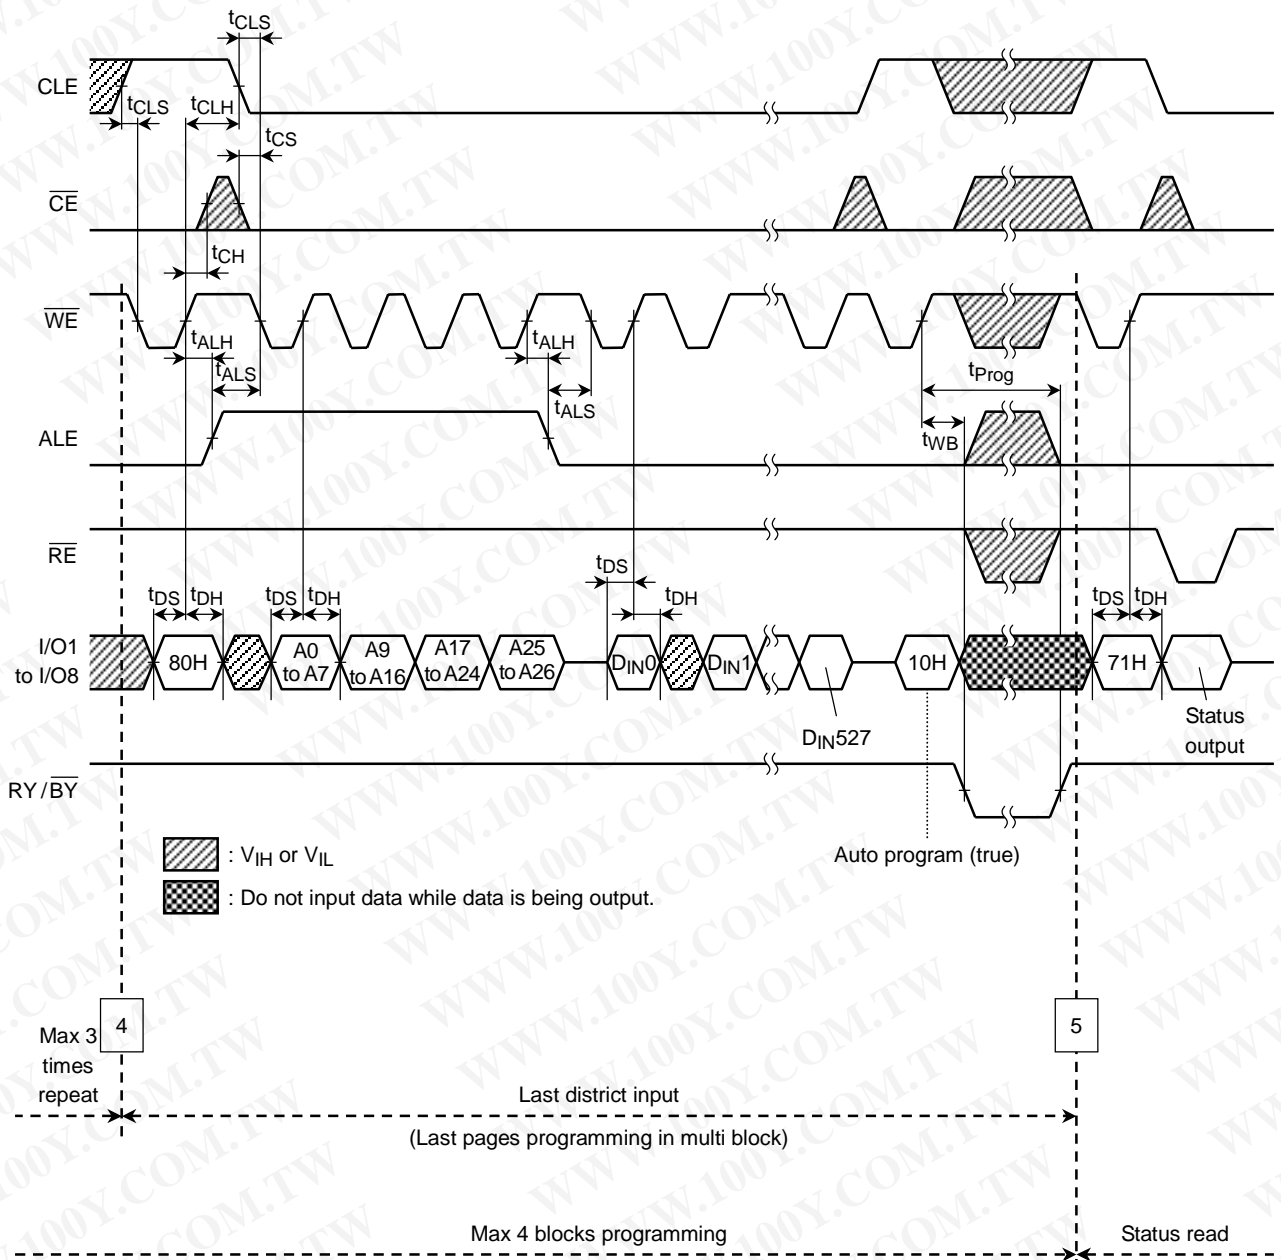 tCLS
CLE
tCLS tCLH
tCS
CE
tCH
WE
tALH tALH
tALS tProg
tALS
ALE tWB
RE
tDS
tDS tDH tDS tDH tDH tDS tDH
I/O1
to I/O8
80H
A0
to A7
A9
to A16
A17
to A24
A25
to A26
DIN0
DIN1
10H
71H
DIN527
Status
output
RY/BY
: VIH or VIL
Auto program (true)
: Do not input data while data is being output.
4
5
Max 3
times
repeat
Last district input
(Last pages programming in multi block)
Max 4 blocks programming
Status read
WWW.100Y.COM.TW